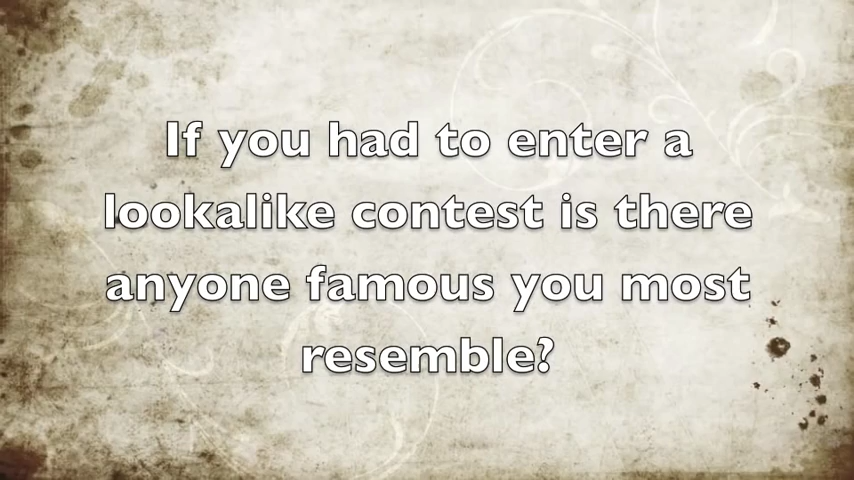 If you had to enter a
lookalike contest is there
anyone famous you most
resemble?